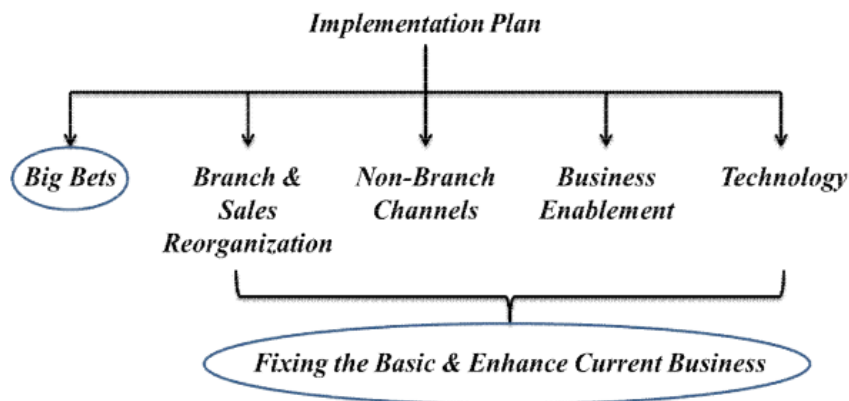 Implementation Plan
Big Bets
Branch &
Sales
Reorganization
Non-Branch
Channels
Business
Enablement
Technology
Fixing the Basic & Enhance Current Business